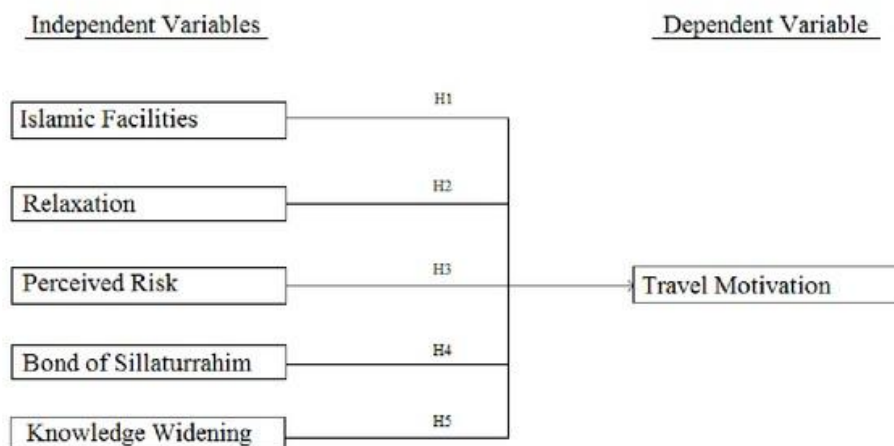 Independent Variables
Dependent Variable
H1
Islamic Facilities
H2
Relaxation
H3
Perceived Risk
Travel Motivation
H4
Bond of Sillaturrahim
H5
Knowledge Widening